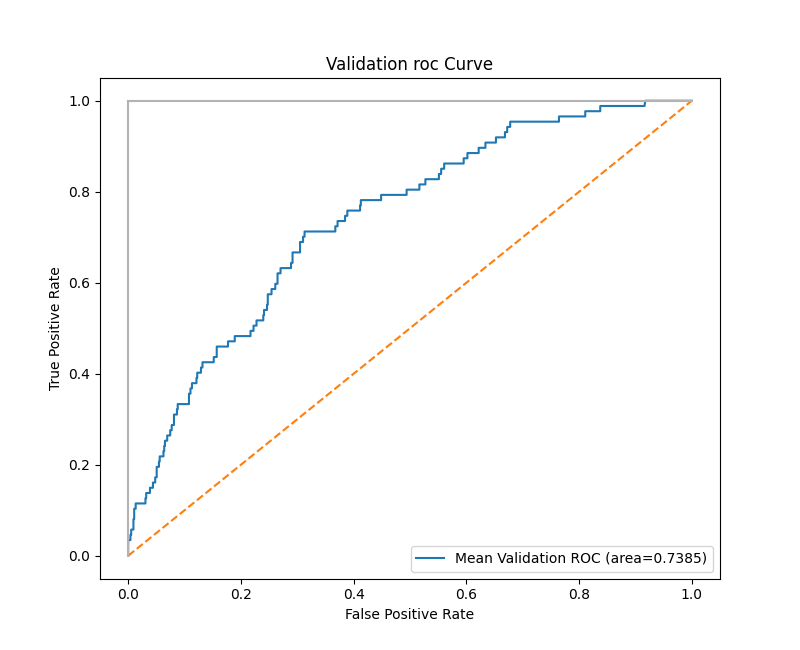 Validation roc Curve
1.0
0.8
0.6
0.4
0.2
0.0
True Positive Rate
Mean Validation ROC (area=0.7385)
0.0 0.2 0.4 0.6 0.8 1.0
False Positive Rate